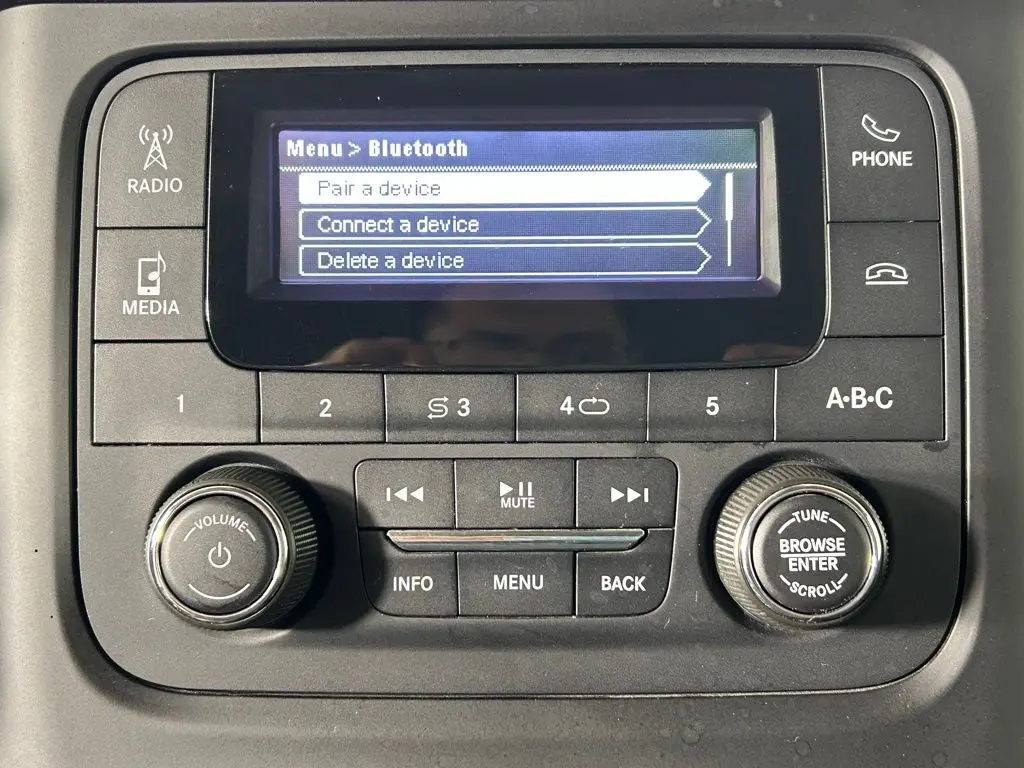 Menu > Bluetooth
Pair a device
Connect a device
Delete a device
RADIO
MEDIA
PHONE
1
2
3
4
5
A·B·C
VOLUME
MUTE
INFO
MENU
BACK
TUNE
BROWSE
ENTER
SCROLL